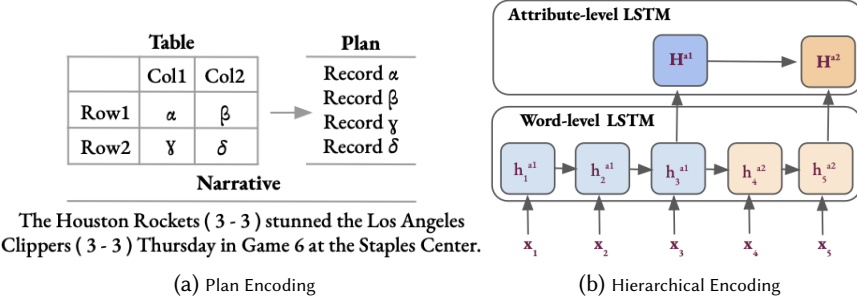 Table
Plan
Col1 Col2
Row1 α β
Row2 ɣ δ
Record α
Record β
Record ɣ
Record δ
Narrative
The Houston Rockets ( 3 - 3 ) stunned the Los Angeles
Clippers ( 3 - 3 ) Thursday in Game 6 at the Staples Center.
(a) Plan Encoding
Attribute-level LSTM
H^a1 H^a2
Word-level LSTM
h_1^a1 h_2^a1 h_3^a1 h_4^a2 h_5^a2
x_1 x_2 x_3 x_4 x_5
(b) Hierarchical Encoding